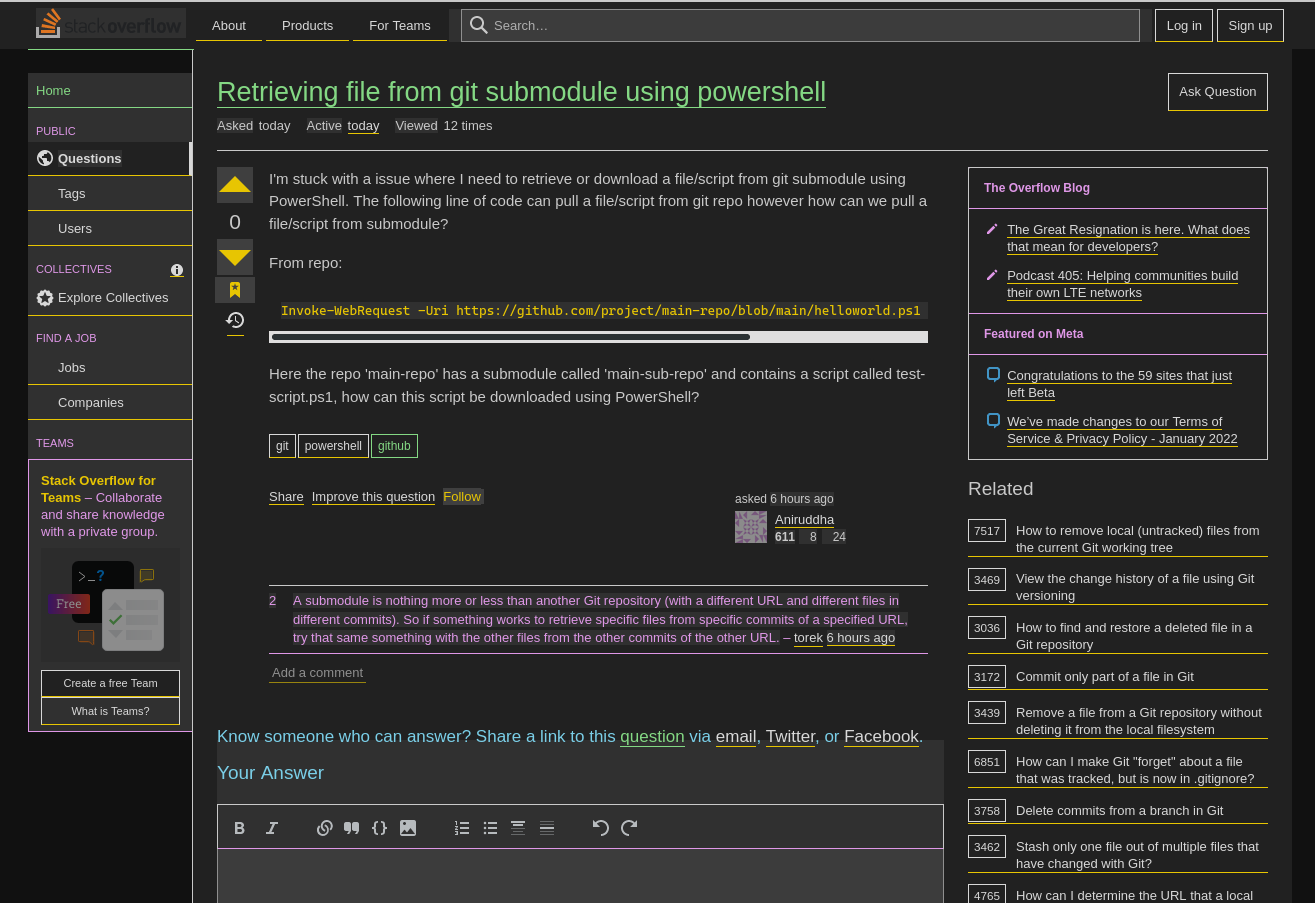 stackoverflow
About
Products
For Teams
Search…
Log in
Sign up
Home
PUBLIC
Questions
Tags
Users
COLLECTIVES
Explore Collectives
FIND A JOB
Jobs
Companies
TEAMS
Stack Overflow for
Teams – Collaborate
and share knowledge
with a private group.
>_?
Free
Create a free Team
What is Teams?
Retrieving file from git submodule using powershell
Ask Question
Asked today Active today Viewed 12 times
0
I'm stuck with a issue where I need to retrieve or download a file/script from git submodule using
PowerShell. The following line of code can pull a file/script from git repo however how can we pull a
file/script from submodule?
From repo:
Invoke-WebRequest -Uri https://github.com/project/main-repo/blob/main/helloworld.ps1
Here the repo 'main-repo' has a submodule called 'main-sub-repo' and contains a script called test-
script.ps1, how can this script be downloaded using PowerShell?
git powershell github
Share Improve this question Follow
asked 6 hours ago
Aniruddha
611 8 24
2
A submodule is nothing more or less than another Git repository (with a different URL and different files in
different commits). So if something works to retrieve specific files from specific commits of a specified URL,
try that same something with the other files from the other commits of the other URL. – torek 6 hours ago
Add a comment
Know someone who can answer? Share a link to this question via email, Twitter, or Facebook.
Your Answer
B I {}
The Overflow Blog
The Great Resignation is here. What does
that mean for developers?
Podcast 405: Helping communities build
their own LTE networks
Featured on Meta
Congratulations to the 59 sites that just
left Beta
We've made changes to our Terms of
Service & Privacy Policy - January 2022
Related
7517 How to remove local (untracked) files from
the current Git working tree
3469 View the change history of a file using Git
versioning
3036 How to find and restore a deleted file in a
Git repository
3172 Commit only part of a file in Git
3439 Remove a file from a Git repository without
deleting it from the local filesystem
6851 How can I make Git "forget" about a file
that was tracked, but is now in .gitignore?
3758 Delete commits from a branch in Git
3462 Stash only one file out of multiple files that
have changed with Git?
4765 How can I determine the URL that a local